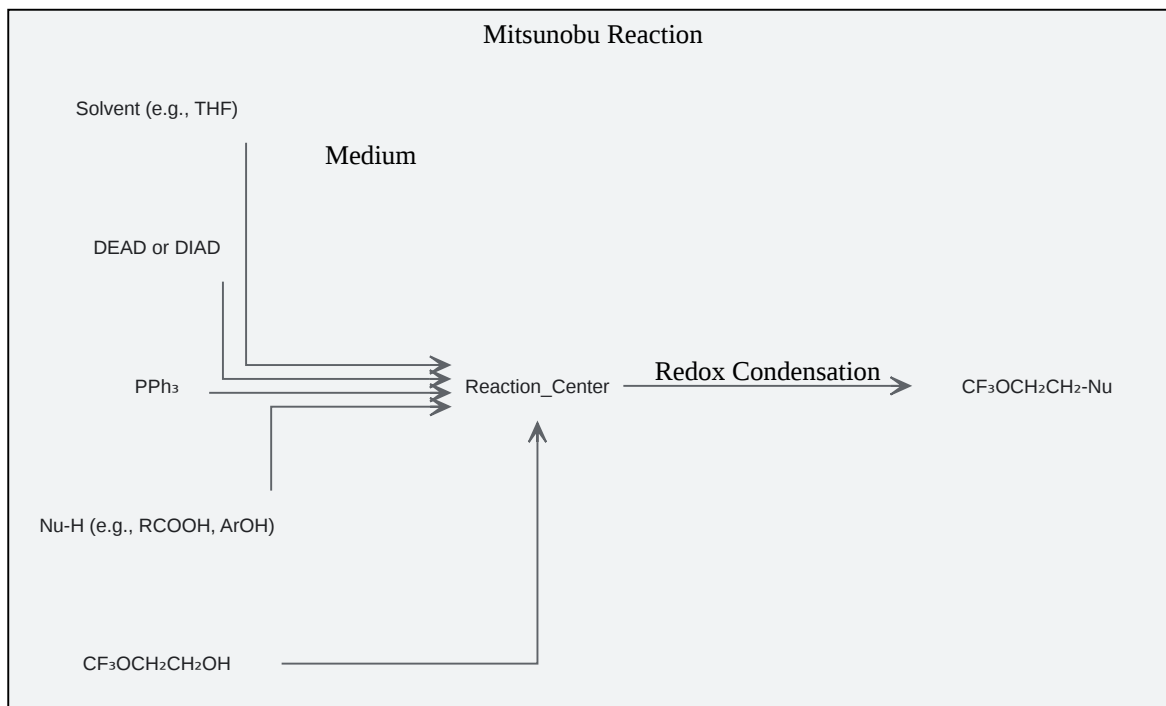 Mitsunobu Reaction
Solvent (e.g., THF)
Medium
DEAD or DIAD
PPh₃
Reaction_Center
Redox Condensation
CF₃OCH₂CH₂-Nu
Nu-H (e.g., RCOOH, ArOH)
CF₃OCH₂CH₂OH